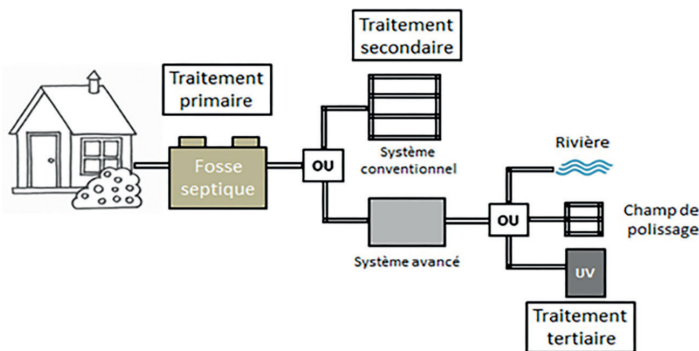 Traitement
primaire
Fosse
septique
OU
Traitement
secondaire
Système
conventionnel
Système avancé
OU
Rivière
Champ de
polissage
UV
Traitement
tertiaire